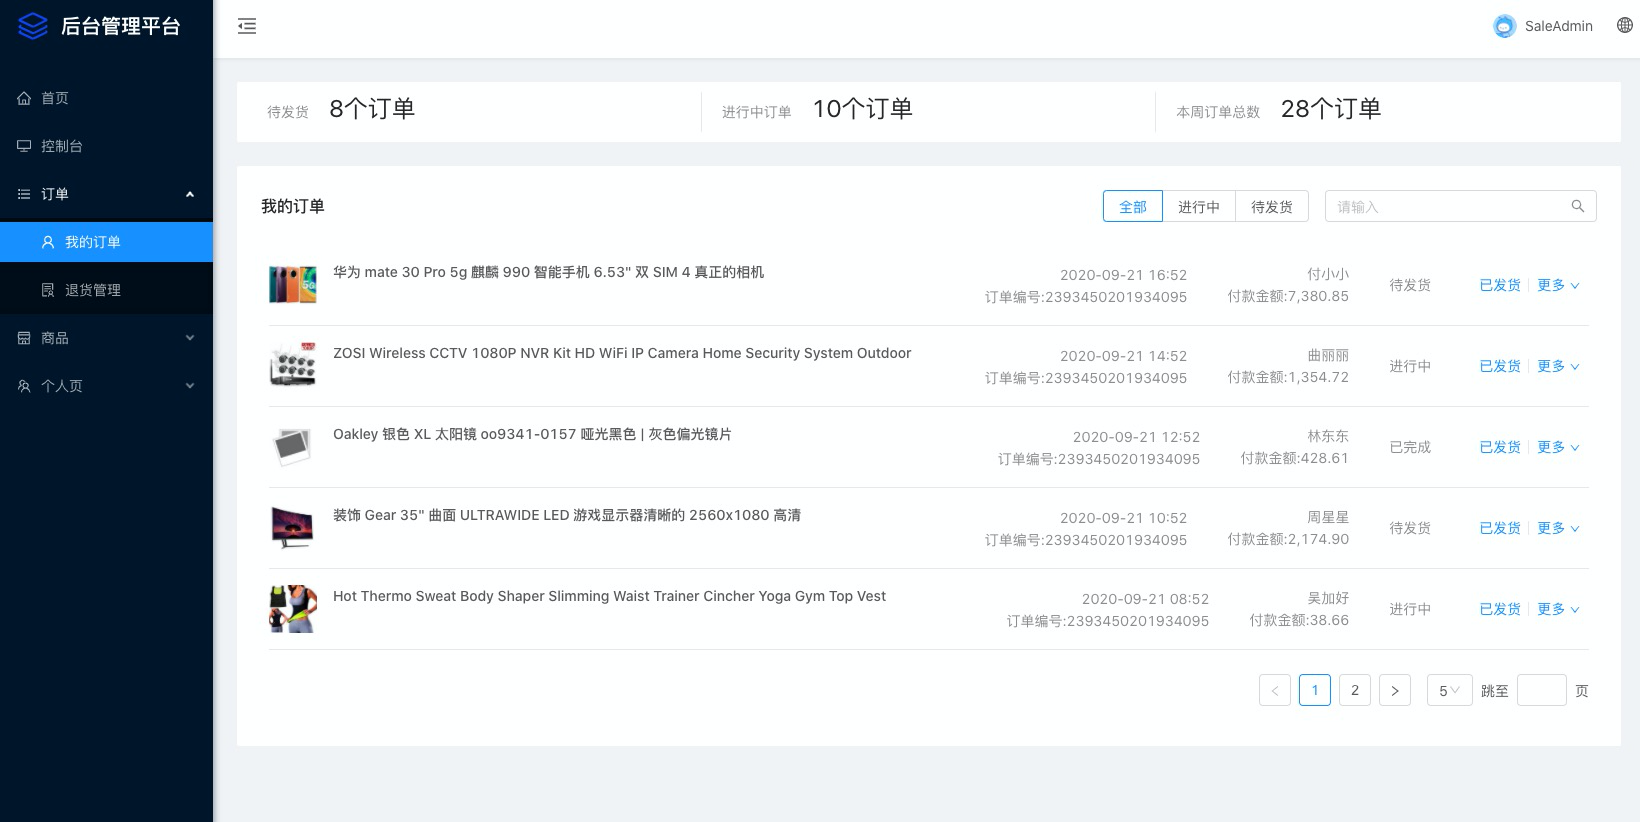 后台管理平台
SaleAdmin
首页
控制台
订单
我的订单
退货管理
商品
个人页
待发货 8个订单
进行中订单 10个订单
本周订单总数 28个订单
我的订单
全部 进行中 待发货 请输入
华为 mate 30 Pro 5g 麒麟 990 智能手机 6.53" 双 SIM 4 真正的相机
2020-09-21 16:52
订单编号:2393450201934095
付小小
付款金额:7,380.85
待发货
已发货 更多
ZOSI Wireless CCTV 1080P NVR Kit HD WiFi IP Camera Home Security System Outdoor
2020-09-21 14:52
订单编号:2393450201934095
曲丽丽
付款金额:1,354.72
进行中
已发货 更多
Oakley 银色 XL 太阳镜 oo9341-0157 哑光黑色 | 灰色偏光镜片
2020-09-21 12:52
订单编号:2393450201934095
林东东
付款金额:428.61
已完成
已发货 更多
装饰 Gear 35" 曲面 ULTRAWIDE LED 游戏显示器清晰的 2560x1080 高清
2020-09-21 10:52
订单编号:2393450201934095
周星星
付款金额:2,174.90
待发货
已发货 更多
Hot Thermo Sweat Body Shaper Slimming Waist Trainer Cincher Yoga Gym Top Vest
2020-09-21 08:52
订单编号:2393450201934095
吴加好
付款金额:38.66
进行中
已发货 更多
< 1 2 > 5 跳至 页